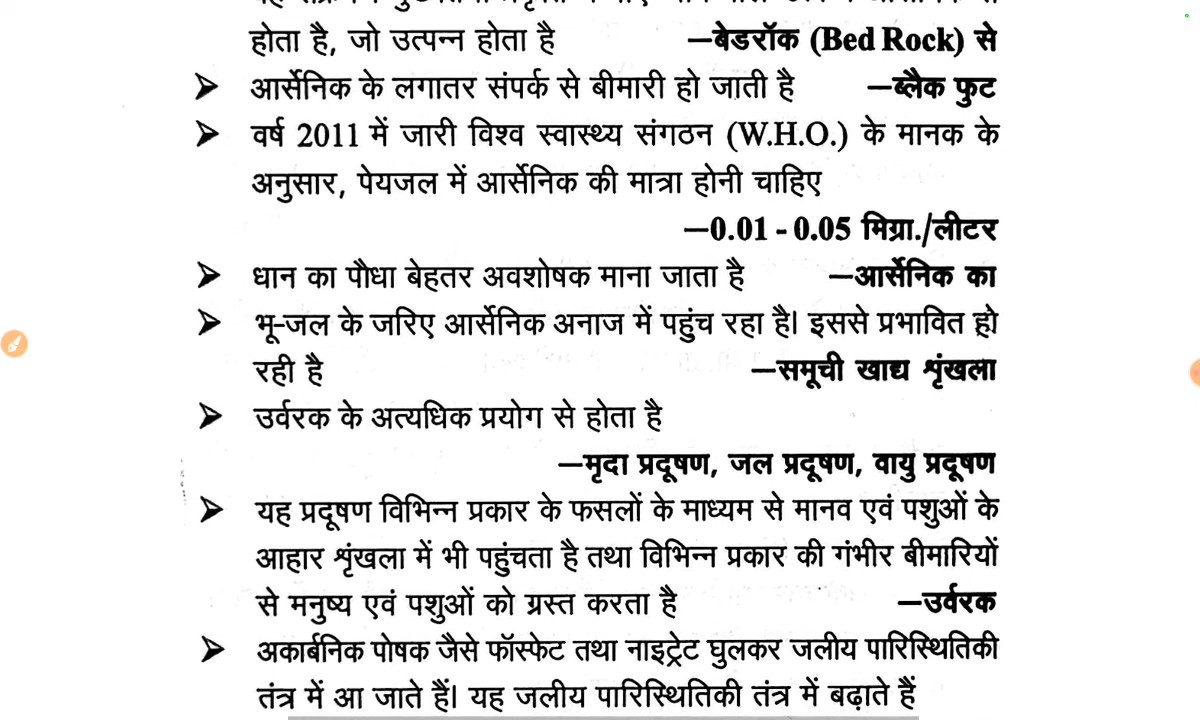 होता है, जो उत्पन्न होता है —बेडरॉक (Bed Rock) से
➤ आर्सेनिक के लगातर संपर्क से बीमारी हो जाती है —ब्लैक फुट
➤ वर्ष 2011 में जारी विश्व स्वास्थ्य संगठन (W.H.O.) के मानक के
अनुसार, पेयजल में आर्सेनिक की मात्रा होनी चाहिए
—0.01 - 0.05 मिग्रा./लीटर
➤ धान का पौधा बेहतर अवशोषक माना जाता है —आर्सेनिक का
➤ भू-जल के जरिए आर्सेनिक अनाज में पहुंच रहा है। इससे प्रभावित हो
रही है —समूची खाद्य शृंखला
➤ उर्वरक के अत्यधिक प्रयोग से होता है
—मृदा प्रदूषण, जल प्रदूषण, वायु प्रदूषण
➤ यह प्रदूषण विभिन्न प्रकार के फसलों के माध्यम से मानव एवं पशुओं के
आहार शृंखला में भी पहुंचता है तथा विभिन्न प्रकार की गंभीर बीमारियों
से मनुष्य एवं पशुओं को ग्रस्त करता है —उर्वरक
➤ अकार्बनिक पोषक जैसे फॉस्फेट तथा नाइट्रेट घुलकर जलीय पारिस्थितिकी
तंत्र में आ जाते हैं। यह जलीय पारिस्थितिकी तंत्र में बढ़ाते हैं